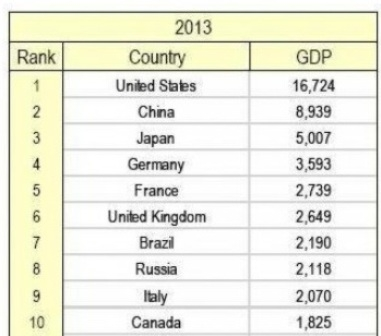 2013
Rank Country GDP
1 United States 16,724
2 China 8,939
3 Japan 5,007
4 Germany 3,593
5 France 2,739
6 United Kingdom 2,649
7 Brazil 2,190
8 Russia 2,118
9 Italy 2,070
10 Canada 1,825